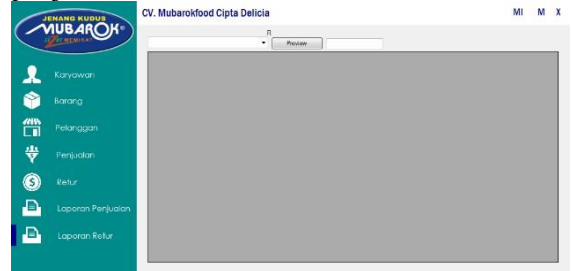 JENANG KUDUS
MUBAROK®
CV. Mubarokfood Cipta Delicia
MI M X
R
Preview
Karyawan
Barang
Pelanggan
Penjualan
Retur
Laporan Penjualan
Laporan Retur